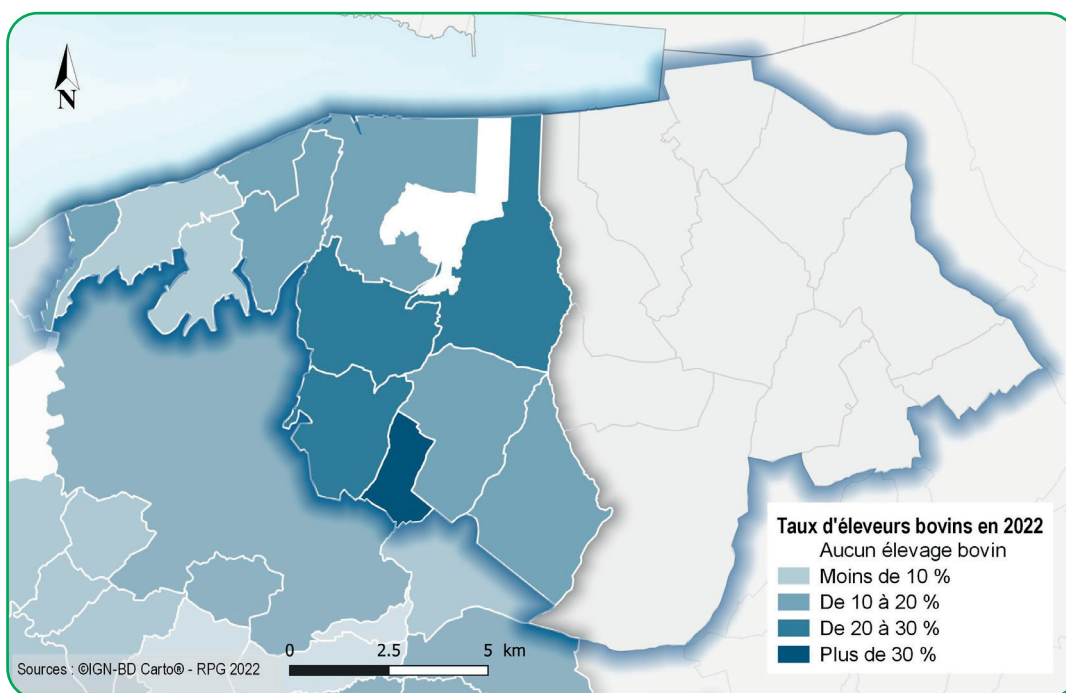 N
Taux d'éleveurs bovins en 2022
Aucun élevage bovin
Moins de 10 %
De 10 à 20 %
De 20 à 30 %
Plus de 30 %
0 2.5 5 km
Sources : ©IGN-BD Carto® - RPG 2022